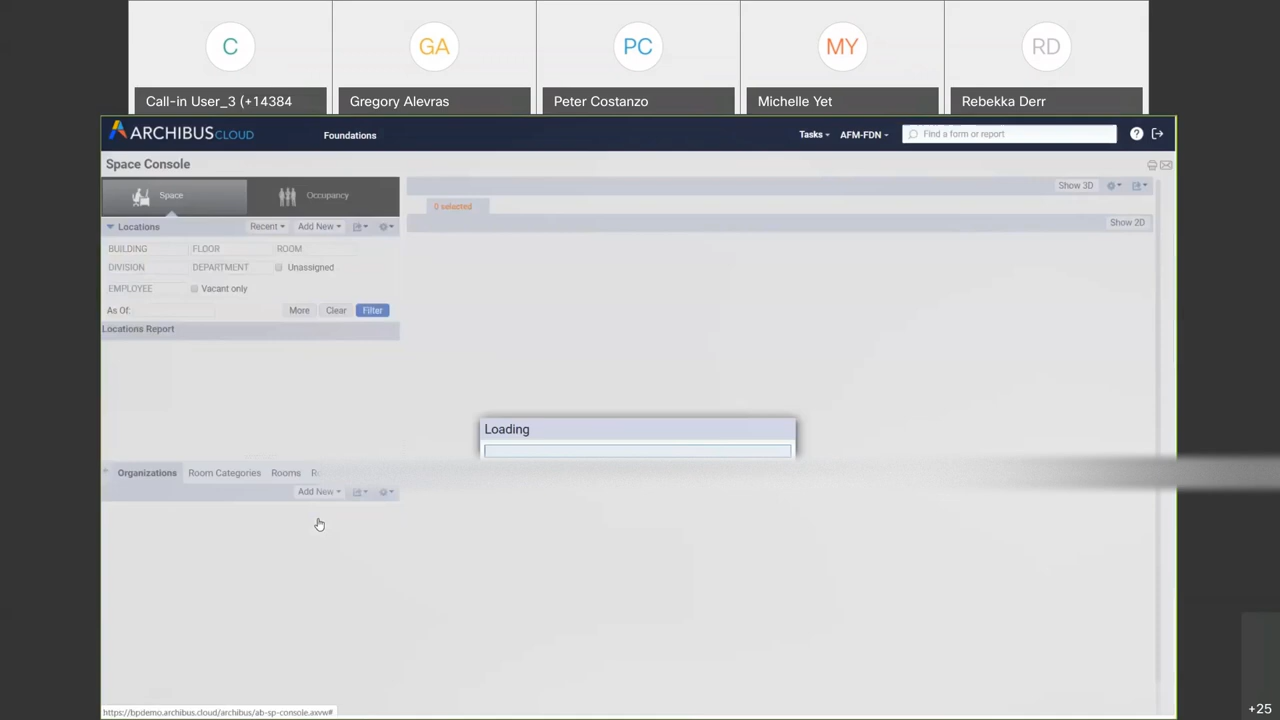 C GA PC MY RD
Call-in User_3 (+14384 Gregory Alevras Peter Costanzo Michelle Yet Rebekka Derr
ARCHIBUS CLOUD Foundations Tasks AFM-FDN Find a form or report ?
Space Console
Space Occupancy Show 3D
0 selected
Locations Recent Add New Show 2D
BUILDING FLOOR ROOM
DIVISION DEPARTMENT Unassigned
EMPLOYEE Vacant only
As Of: More Clear Filter
Locations Report
Loading
Organizations Room Categories Rooms
Add New
https://bpdemo.archibus.cloud/archibus/ab-sp-console.axvw#
+25